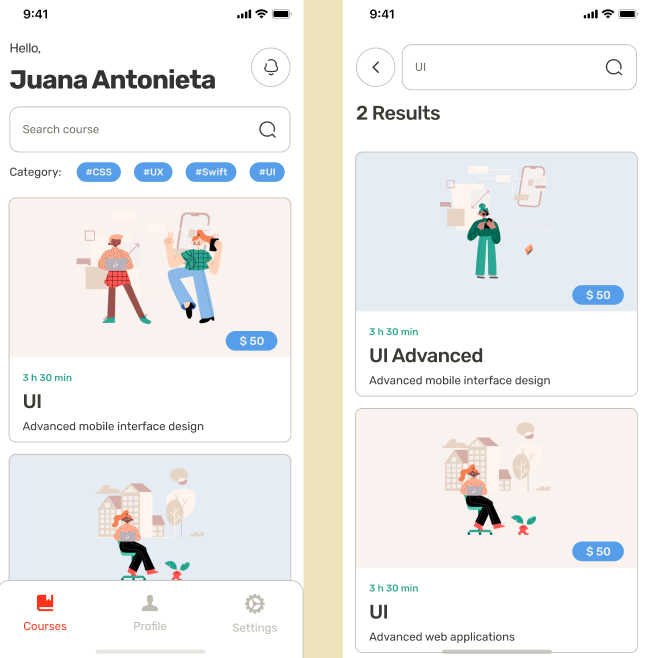 9:41
Hello,
Juana Antonieta
Search course
Category: #CSS #UX #Swift #UI
$ 50
3 h 30 min
UI
Advanced mobile interface design
Courses Profile Settings
9:41
UI
2 Results
$ 50
3 h 30 min
UI Advanced
Advanced mobile interface design
$ 50
3 h 30 min
UI
Advanced web applications